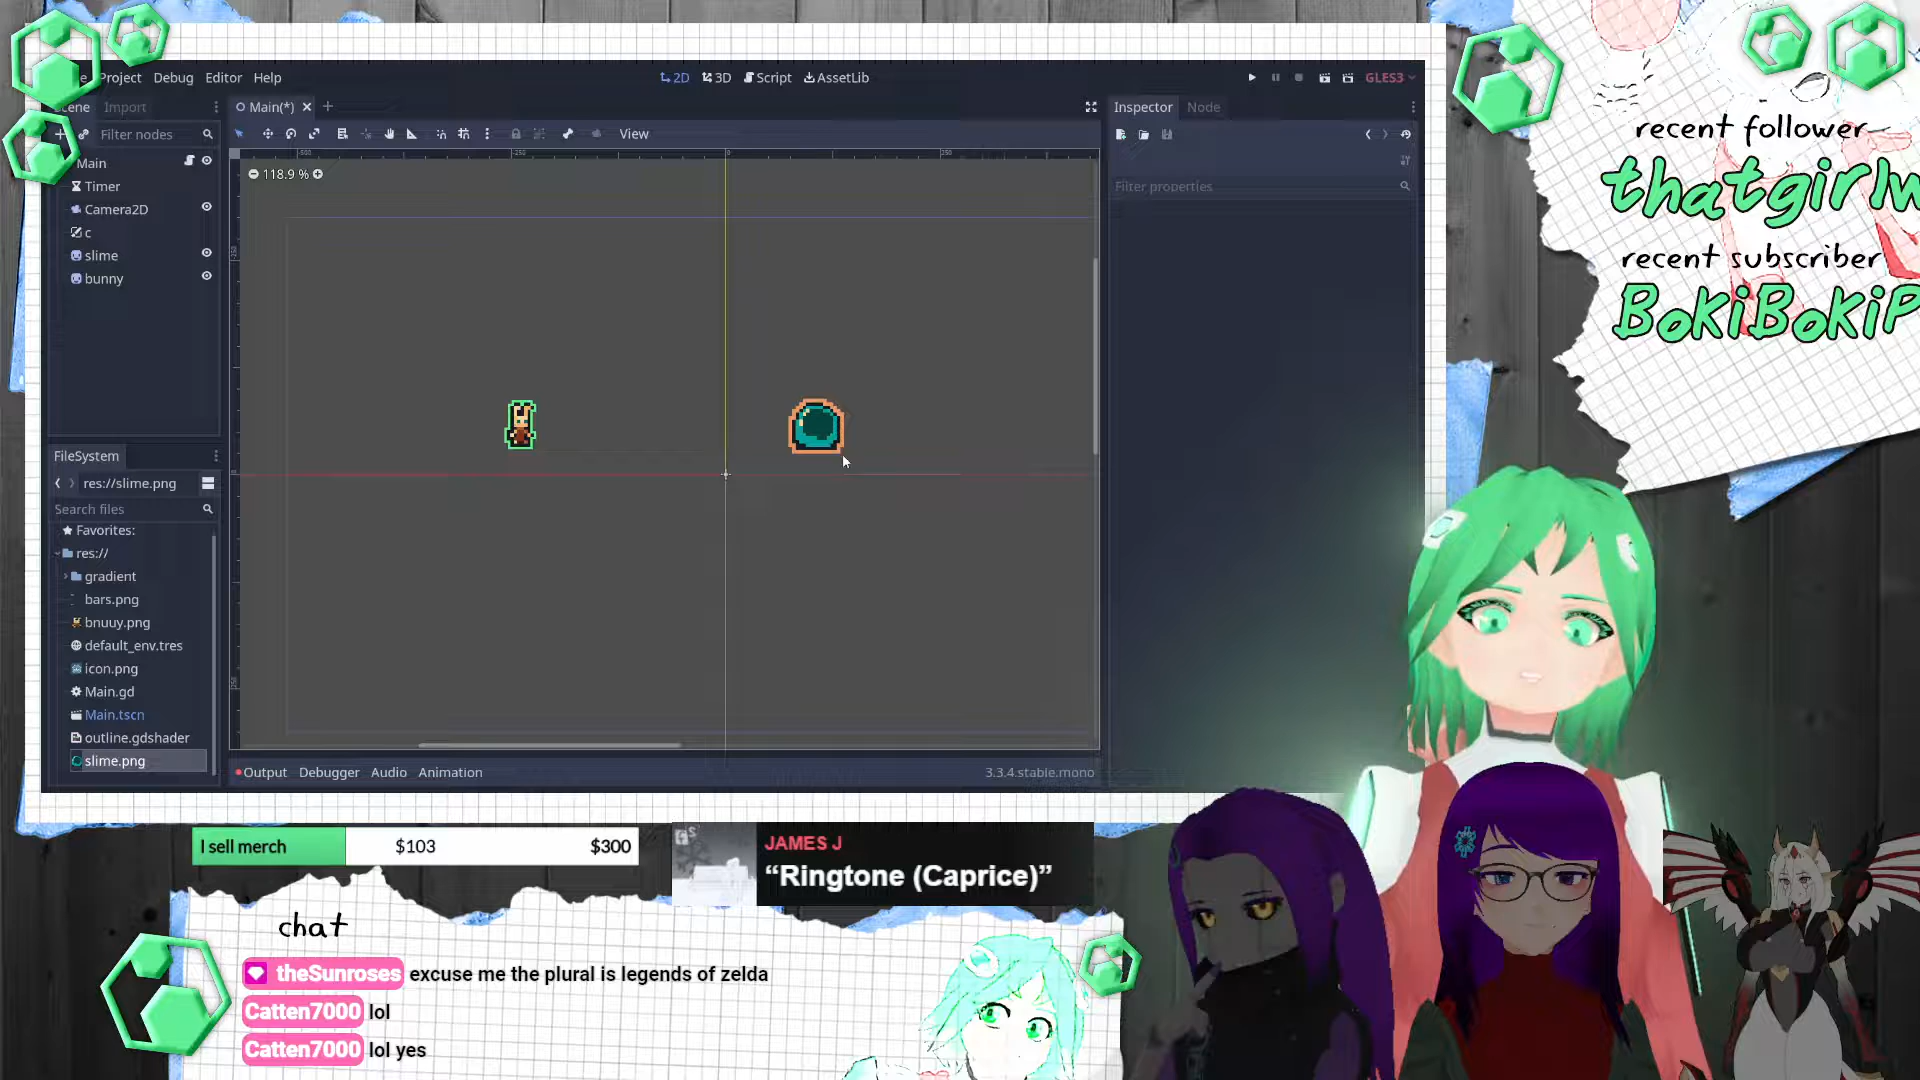 Project Debug Editor Help
2D 3D Script AssetLib
GLES3
Scene Import
Main(*)
Filter nodes
View
Main
Timer
Camera2D
c
slime
bunny
118.9 %
Inspector Node
Filter properties
FileSystem
res://slime.png
Search files
Favorites:
res://
gradient
bars.png
bnuuy.png
default_env.tres
icon.png
Main.gd
Main.tscn
outline.gdshader
slime.png
Output Debugger Audio Animation
3.3.4.stable.mono
recent follower
thatgirlw
recent subscriber
BokiBokiP
I sell merch $103 $300
JAMES J
“Ringtone (Caprice)”
chat
theSunroses excuse me the plural is legends of zelda
Catten7000 lol
Catten7000 lol yes